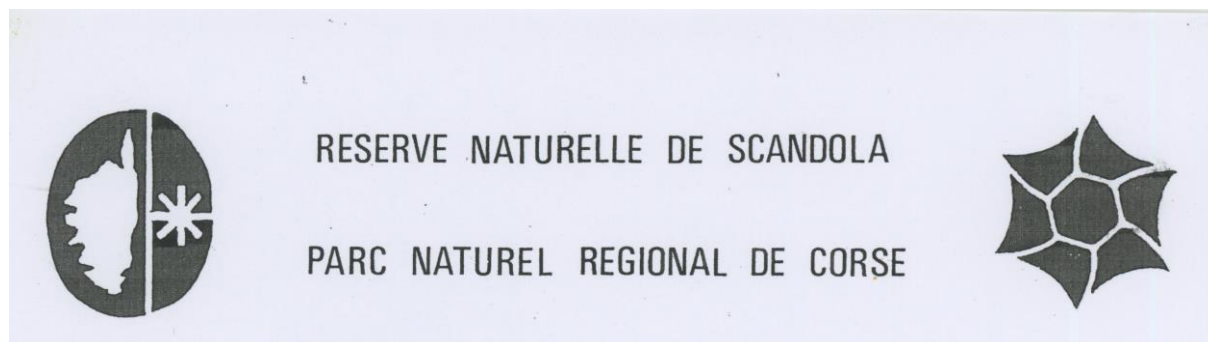 RESERVE NATURELLE DE SCANDOLA
PARC NATUREL REGIONAL DE CORSE